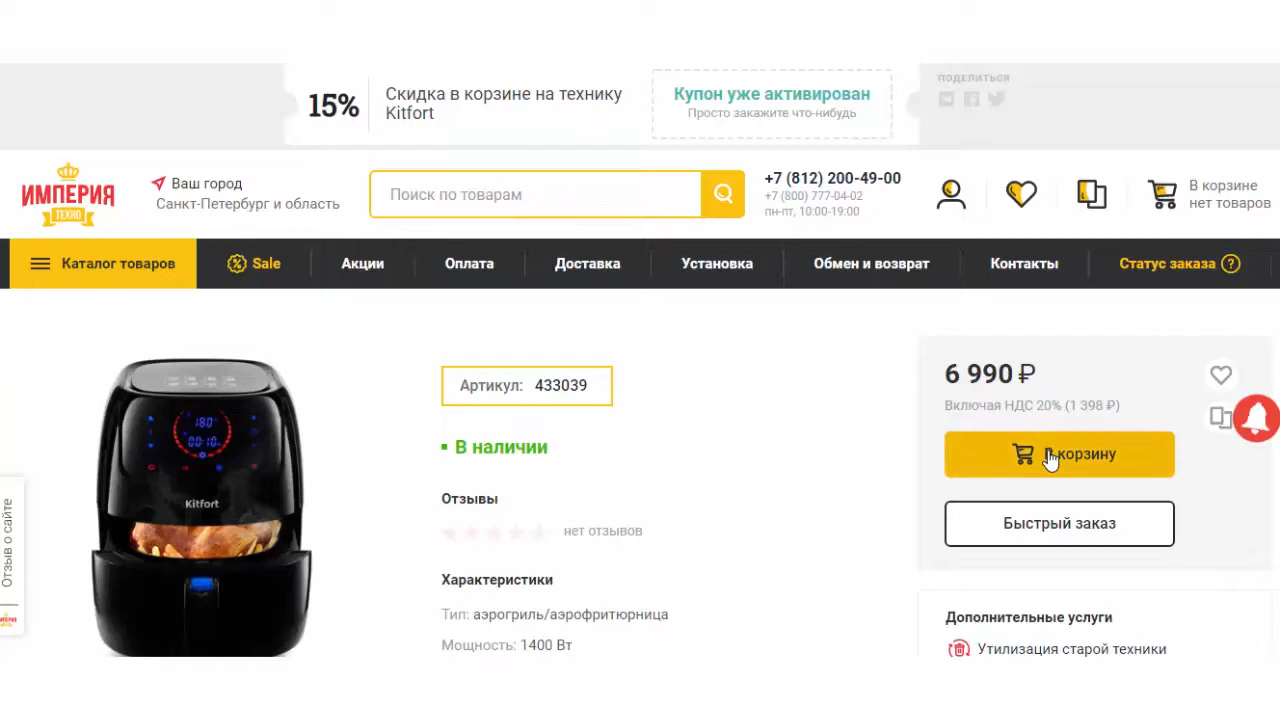 ПОДЕЛИТЬСЯ
15%
Скидка в корзине на технику
Kitfort
Купон уже активирован
Просто закажите что-нибудь
ИМПЕРИЯ
ТЕХНО
Ваш город
Санкт-Петербург и область
Поиск по товарам
+7 (812) 200-49-00
+7 (800) 777-04-02
пн-пт, 10:00-19:00
В корзине
нет товаров
Каталог товаров
Sale
Акции
Оплата
Доставка
Установка
Обмен и возврат
Контакты
Статус заказа ?
Артикул: 433039
В наличии
Отзывы
нет отзывов
Характеристики
Тип: аэрогриль/аэрофритюрница
Мощность: 1400 Вт
180
00:10
Kitfort
6 990 ₽
Включая НДС 20% (1 398 ₽)
В корзину
Быстрый заказ
Дополнительные услуги
Утилизация старой техники
Отзыв о сайте